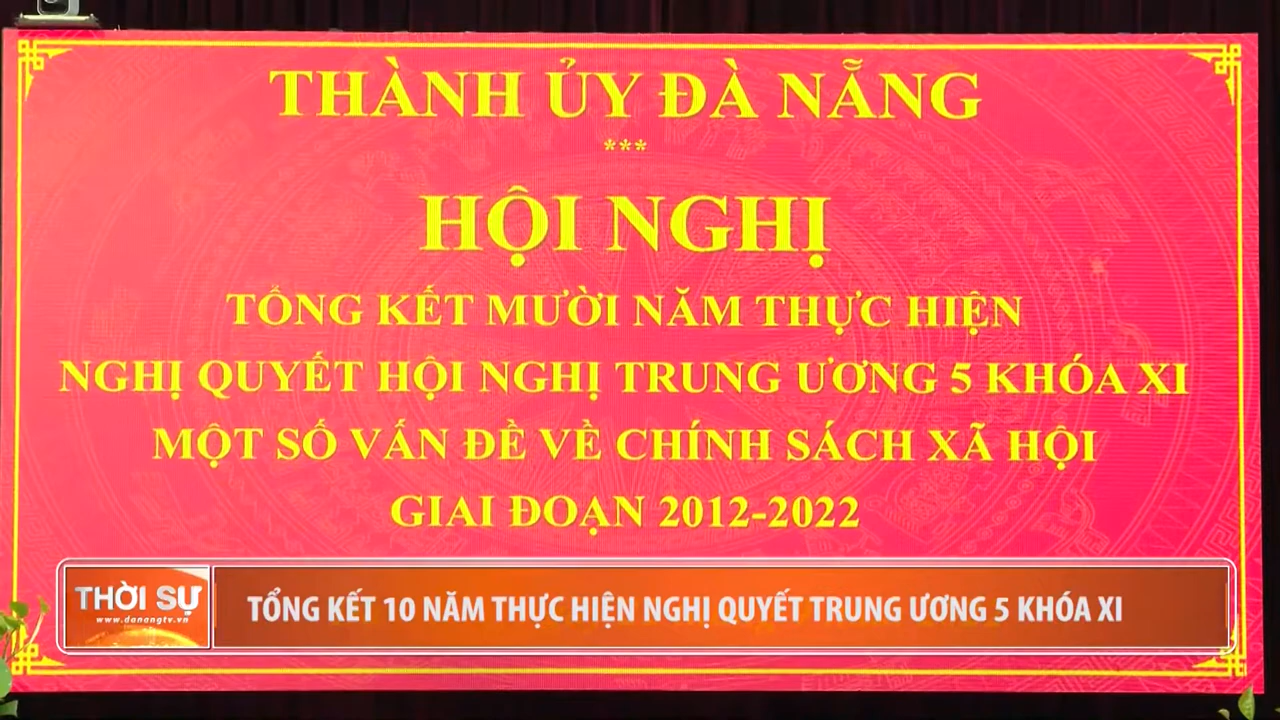 THÀNH ỦY ĐÀ NẴNG
***
HỘI NGHỊ
TỔNG KẾT MƯỜI NĂM THỰC HIỆN
NGHỊ QUYẾT HỘI NGHỊ TRUNG ƯƠNG 5 KHÓA XI
MỘT SỐ VẤN ĐỀ VỀ CHÍNH SÁCH XÃ HỘI
GIAI ĐOẠN 2012-2022
THỜI SỰ
www.danangtv.vn
TỔNG KẾT 10 NĂM THỰC HIỆN NGHỊ QUYẾT TRUNG ƯƠNG 5 KHÓA XI